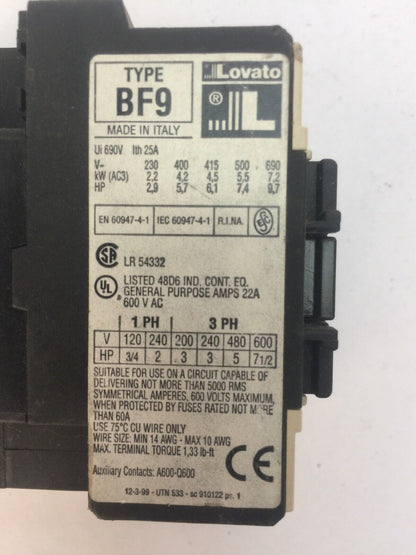 TYPE
BF9
MADE IN ITALY
Lovato
®
L
Ui 690V Ith 25A
V~ 230 400 415 500 690
kW (AC3) 2,2 4,2 4,5 5,5 7,2
HP 2,9 5,7 6,1 7,4 9,7
EN 60947-4-1 IEC 60947-4-1 R.I.NA.
LR 54332
UL LISTED 48D6 IND. CONT. EQ.
GENERAL PURPOSE AMPS 22A
600 V AC
1 PH 3 PH
V 120 240 200 240 480 600
HP 3/4 2 3 3 5 7 1/2
SUITABLE FOR USE ON A CIRCUIT CAPABLE OF
DELIVERING NOT MORE THAN 5000 RMS
SYMMETRICAL AMPERES, 600 VOLTS MAXIMUM,
WHEN PROTECTED BY FUSES RATED NOT MORE
THAN 60A
USE 75°C CU WIRE ONLY
WIRE SIZE: MIN 14 AWG - MAX 10 AWG
MAX. TERMINAL TORQUE 1,33 lb-ft
Auxiliary Contacts: A600-Q600
CE
12-3-99 - UTN 533 - sc 910122 pr. 1